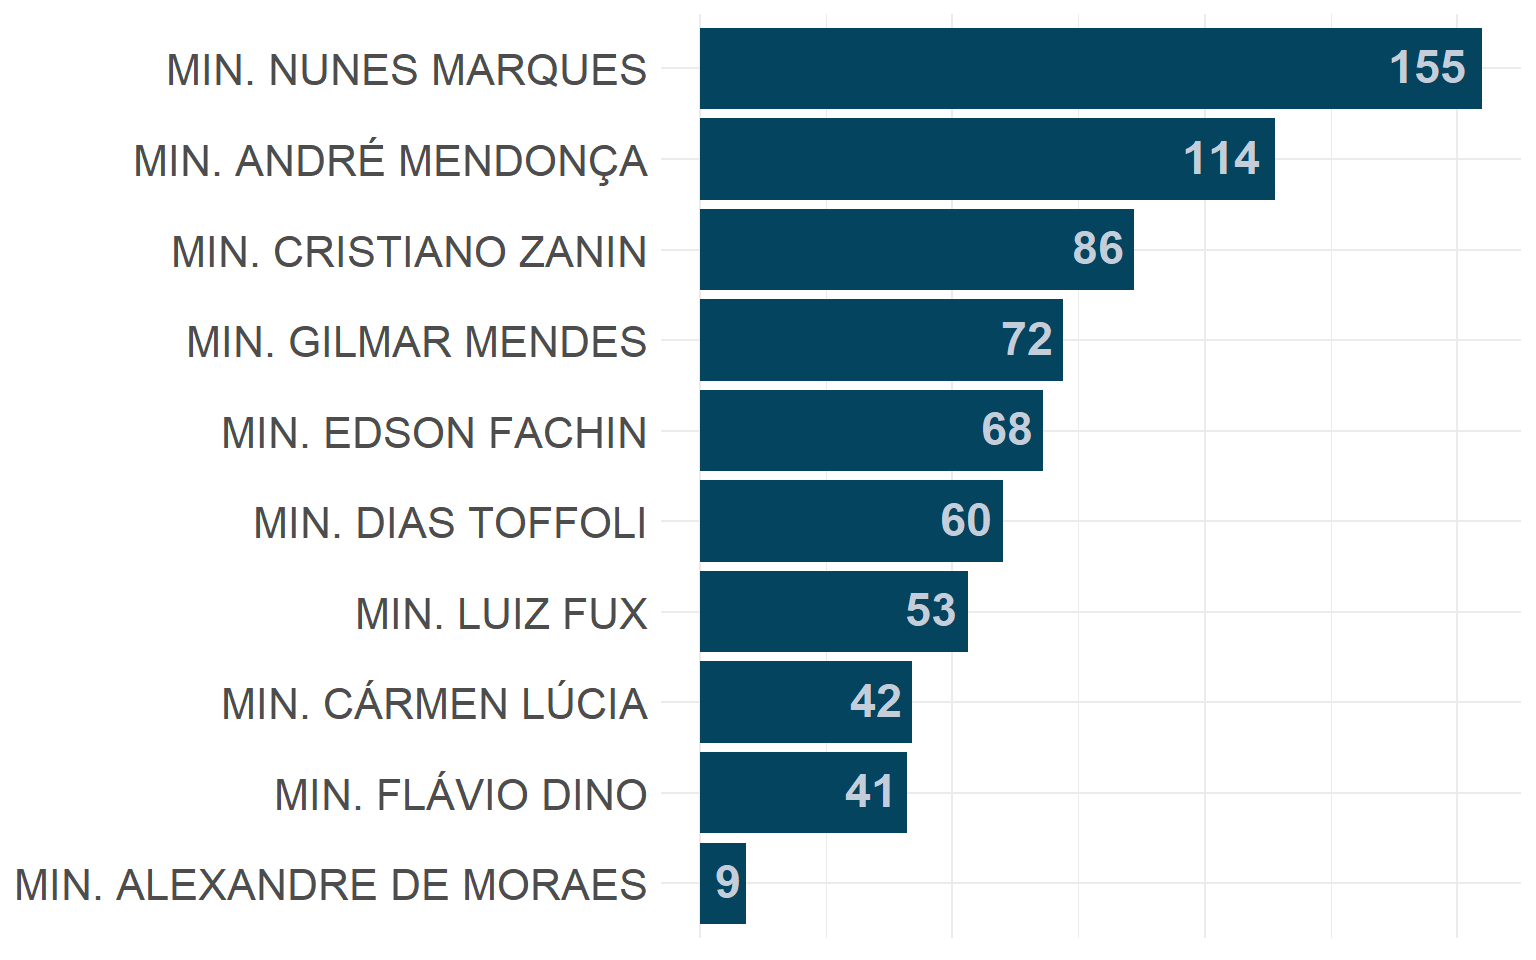 MIN. NUNES MARQUES 155
MIN. ANDRÉ MENDONÇA 114
MIN. CRISTIANO ZANIN 86
MIN. GILMAR MENDES 72
MIN. EDSON FACHIN 68
MIN. DIAS TOFFOLI 60
MIN. LUIZ FUX 53
MIN. CÁRMEN LÚCIA 42
MIN. FLÁVIO DINO 41
MIN. ALEXANDRE DE MORAES 9